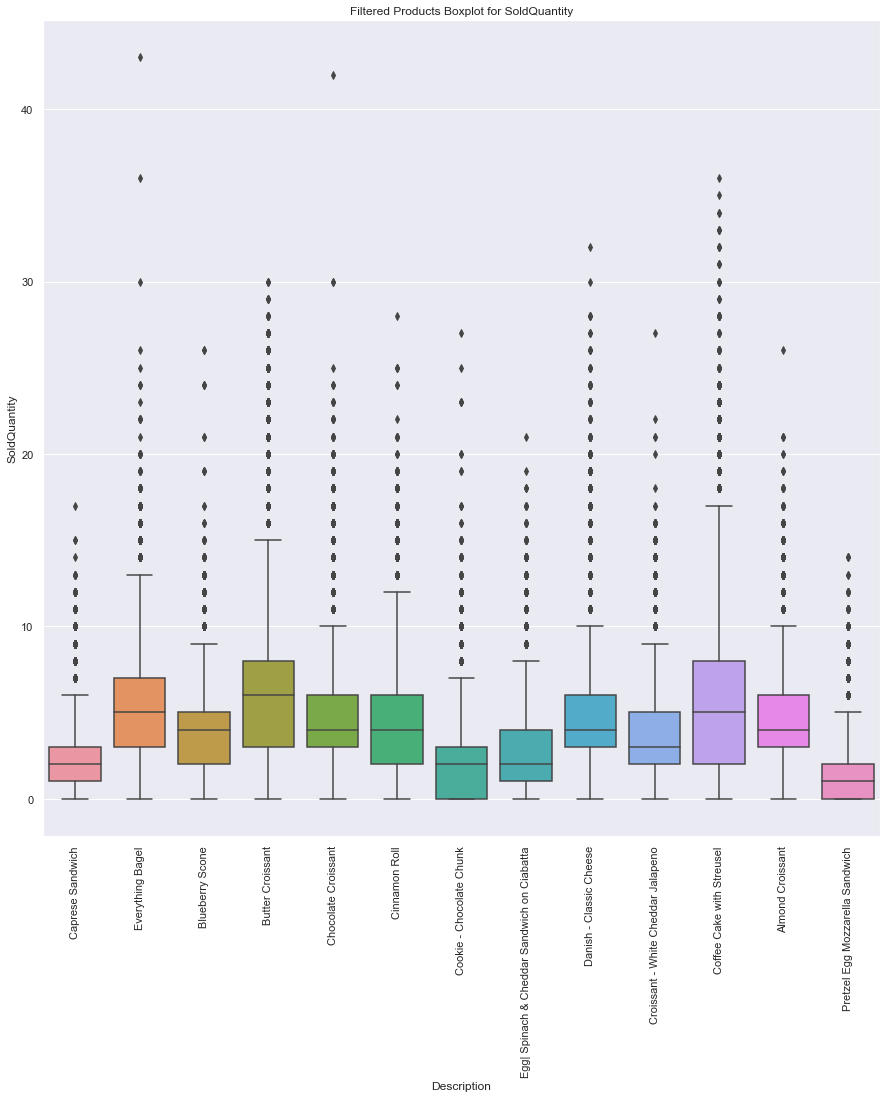 Filtered Products Boxplot for SoldQuantity
SoldQuantity
40
30
20
10
0
Caprese Sandwich
Everything Bagel
Blueberry Scone
Butter Croissant
Chocolate Croissant
Cinnamon Roll
Cookie - Chocolate Chunk
Egg| Spinach & Cheddar Sandwich on Ciabatta
Danish - Classic Cheese
Croissant - White Cheddar Jalapeno
Coffee Cake with Streusel
Almond Croissant
Pretzel Egg Mozzarella Sandwich
Description